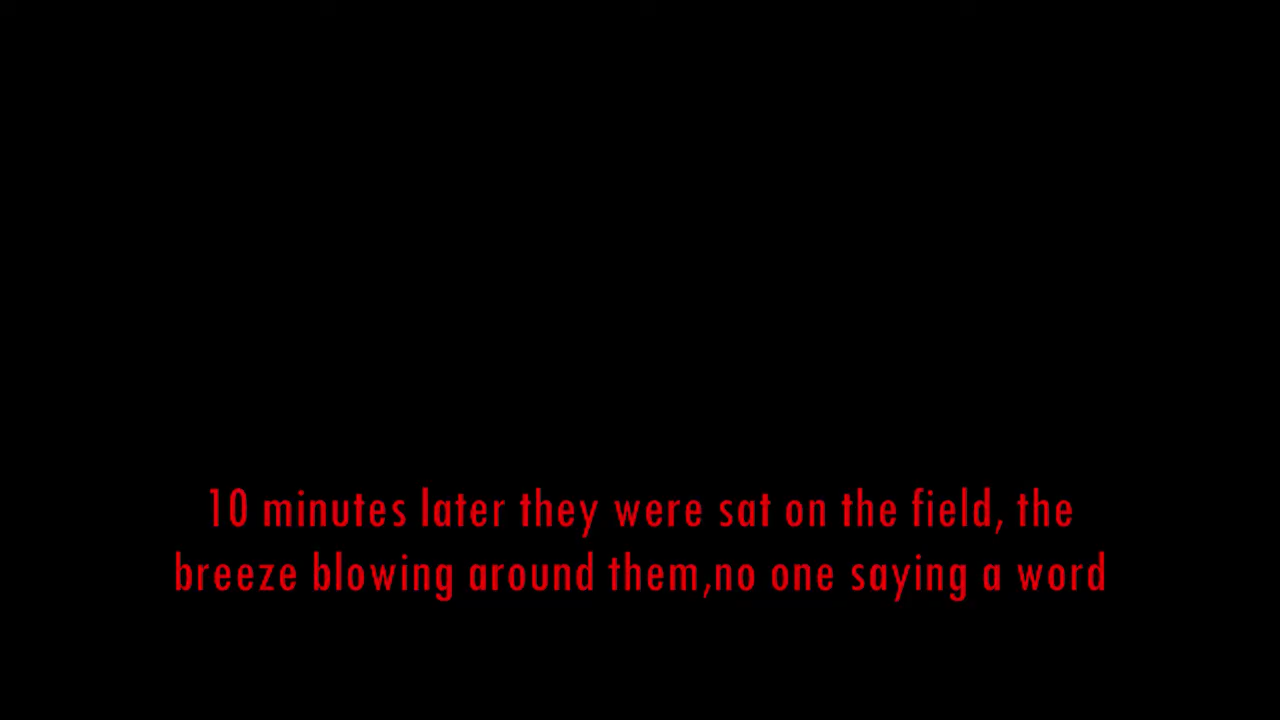 10 minutes later they were sat on the field, the
breeze blowing around them,no one saying a word